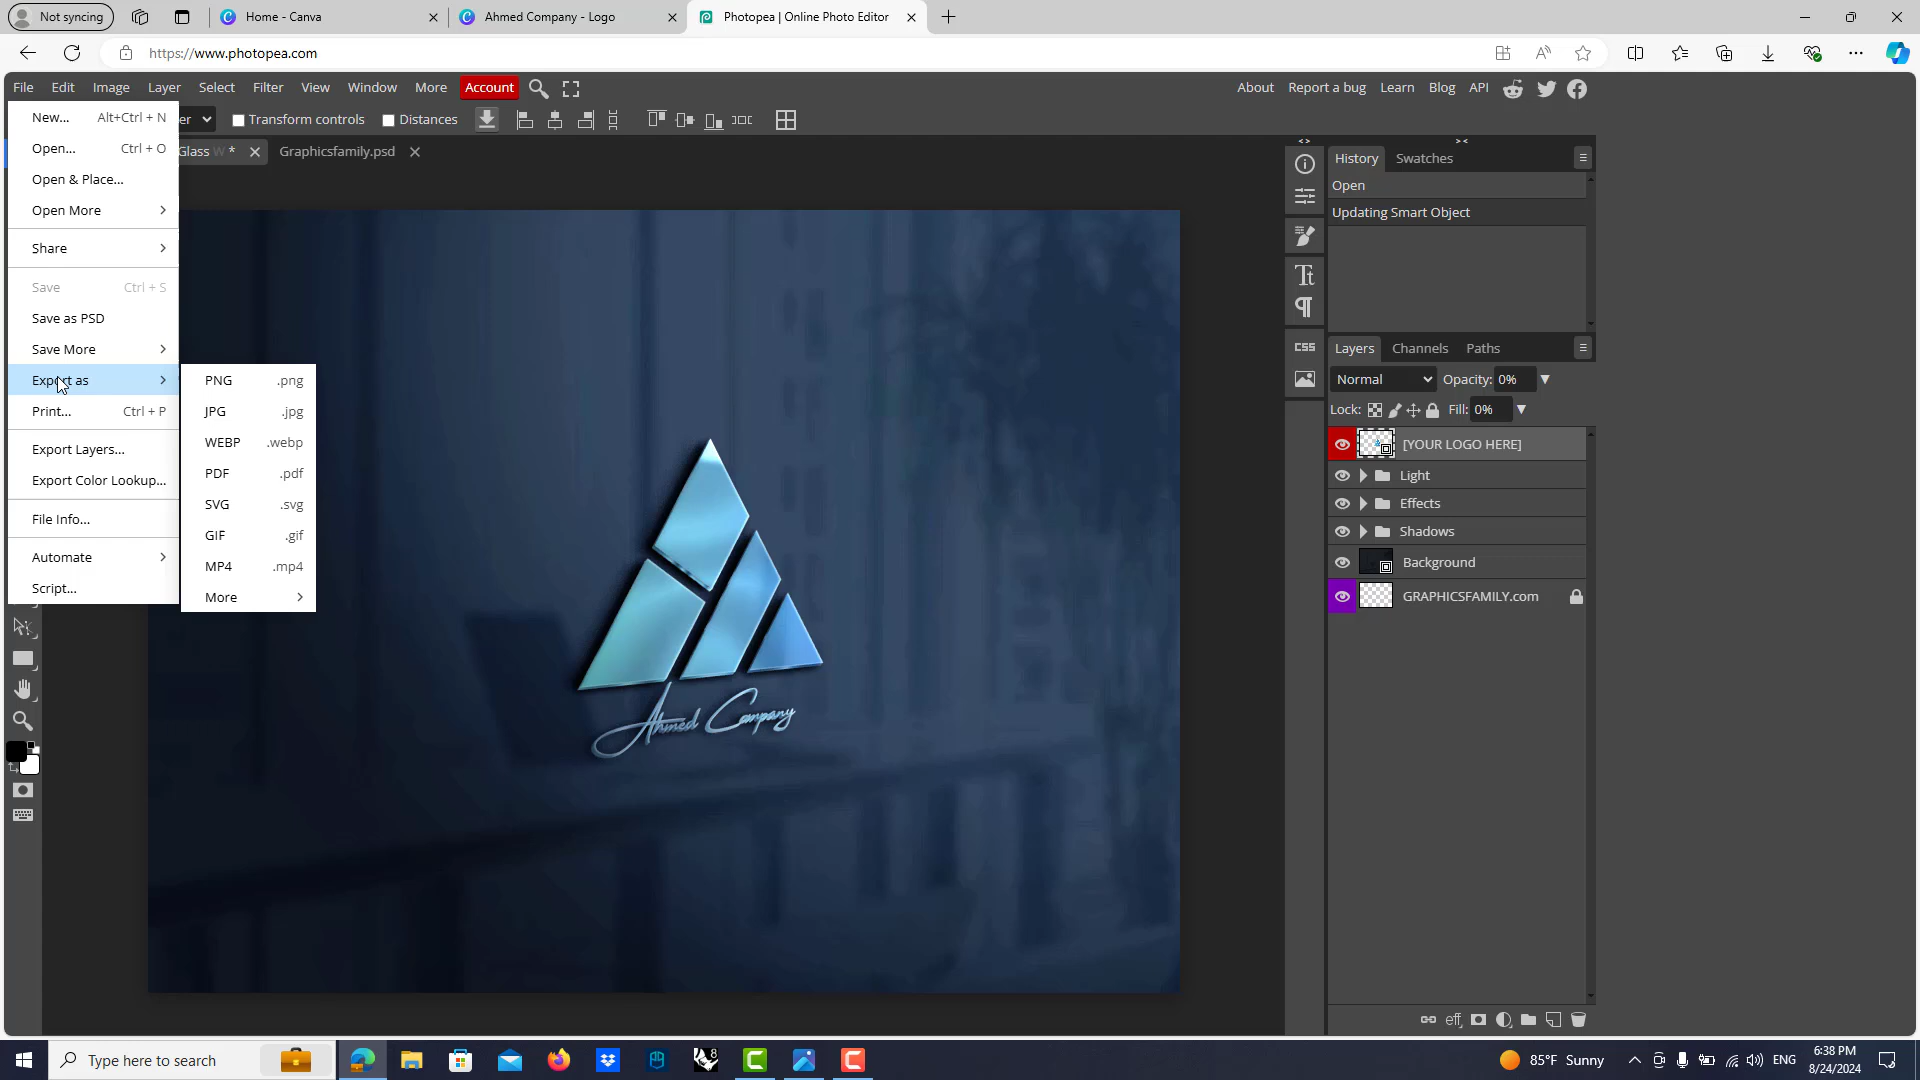 Not syncing
Home - Canva
Ahmed Company - Logo
Photopea | Online Photo Editor
https://www.photopea.com
File Edit Image Layer Select Filter View Window More Account
About Report a bug Learn Blog API
Transform controls
Distances
Glass W *
Graphicsfamily.psd
New... Alt+Ctrl + N
Open... Ctrl + O
Open & Place...
Open More
Share
Save Ctrl + S
Save as PSD
Save More
Export as
Print... Ctrl + P
Export Layers...
Export Color Lookup...
File Info...
Automate
Script...
PNG .png
JPG .jpg
WEBP .webp
PDF .pdf
SVG .svg
GIF .gif
MP4 .mp4
More
Ahmed Company
History Swatches
Open
Updating Smart Object
CSS
Layers Channels Paths
Normal Opacity: 0%
Lock: Fill: 0%
[YOUR LOGO HERE]
Light
Effects
Shadows
Background
GRAPHICSFAMILY.com
eff
Type here to search
85°F Sunny
ENG
6:38 PM
8/24/2024